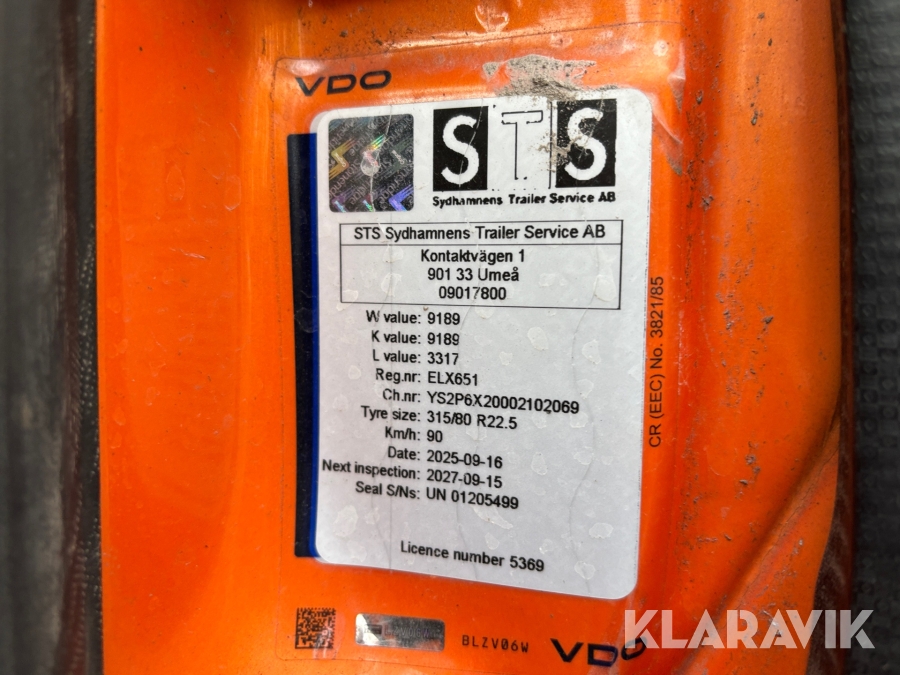 VDO
STS
Sydhamnens Trailer Service AB
STS Sydhamnens Trailer Service AB
Kontaktvägen 1
901 33 Umeå
09017800
W value: 9189
K value: 9189
L value: 3317
Reg.nr: ELX651
Ch.nr: YS2P6X20002102069
Tyre size: 315/80 R22.5
Km/h: 90
Date: 2025-09-16
Next inspection: 2027-09-15
Seal S/Ns: UN 01205499
Licence number 5369
CR (EEC) No. 3821/85
BLZV06W
VDO
KLARAVIK